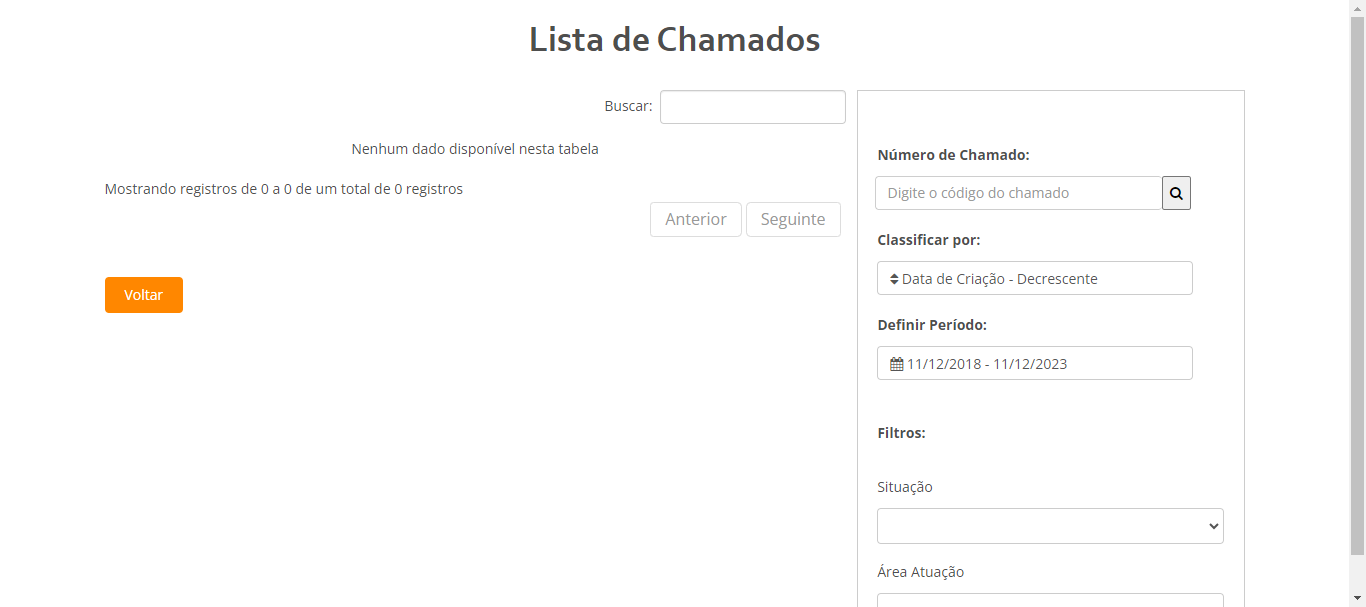 Lista de Chamados
Buscar:
Nenhum dado disponível nesta tabela
Mostrando registros de 0 a 0 de um total de 0 registros
Anterior Seguinte
Voltar
Número de Chamado:
Digite o código do chamado
Classificar por:
Data de Criação - Decrescente
Definir Período:
11/12/2018 - 11/12/2023
Filtros:
Situação
Área Atuação